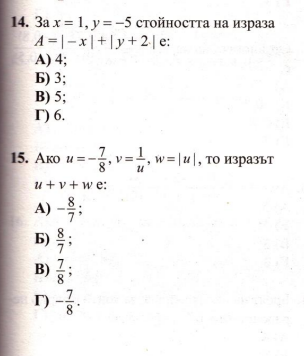 14. За x = 1, y = −5 стойността на израза
A = | − x | + | y + 2 | е:
А) 4;
Б) 3;
В) 5;
Г) 6.
15. Ако u = −7/8, v = 1/u, w = | u |, то изразът
u + v + w е:
А) −8/7;
Б) 8/7;
В) 7/8;
Г) −7/8.